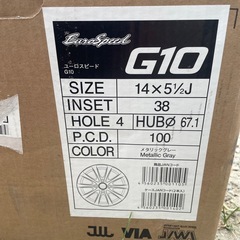 EuroSpeed
G10
ユーロスピード
G10
SIZE 14×5½J
INSET 38
HOLE 4 HUBØ 67.1
P.C.D. 100
COLOR メタリックグレー
Metallic Gray
JWL VIA